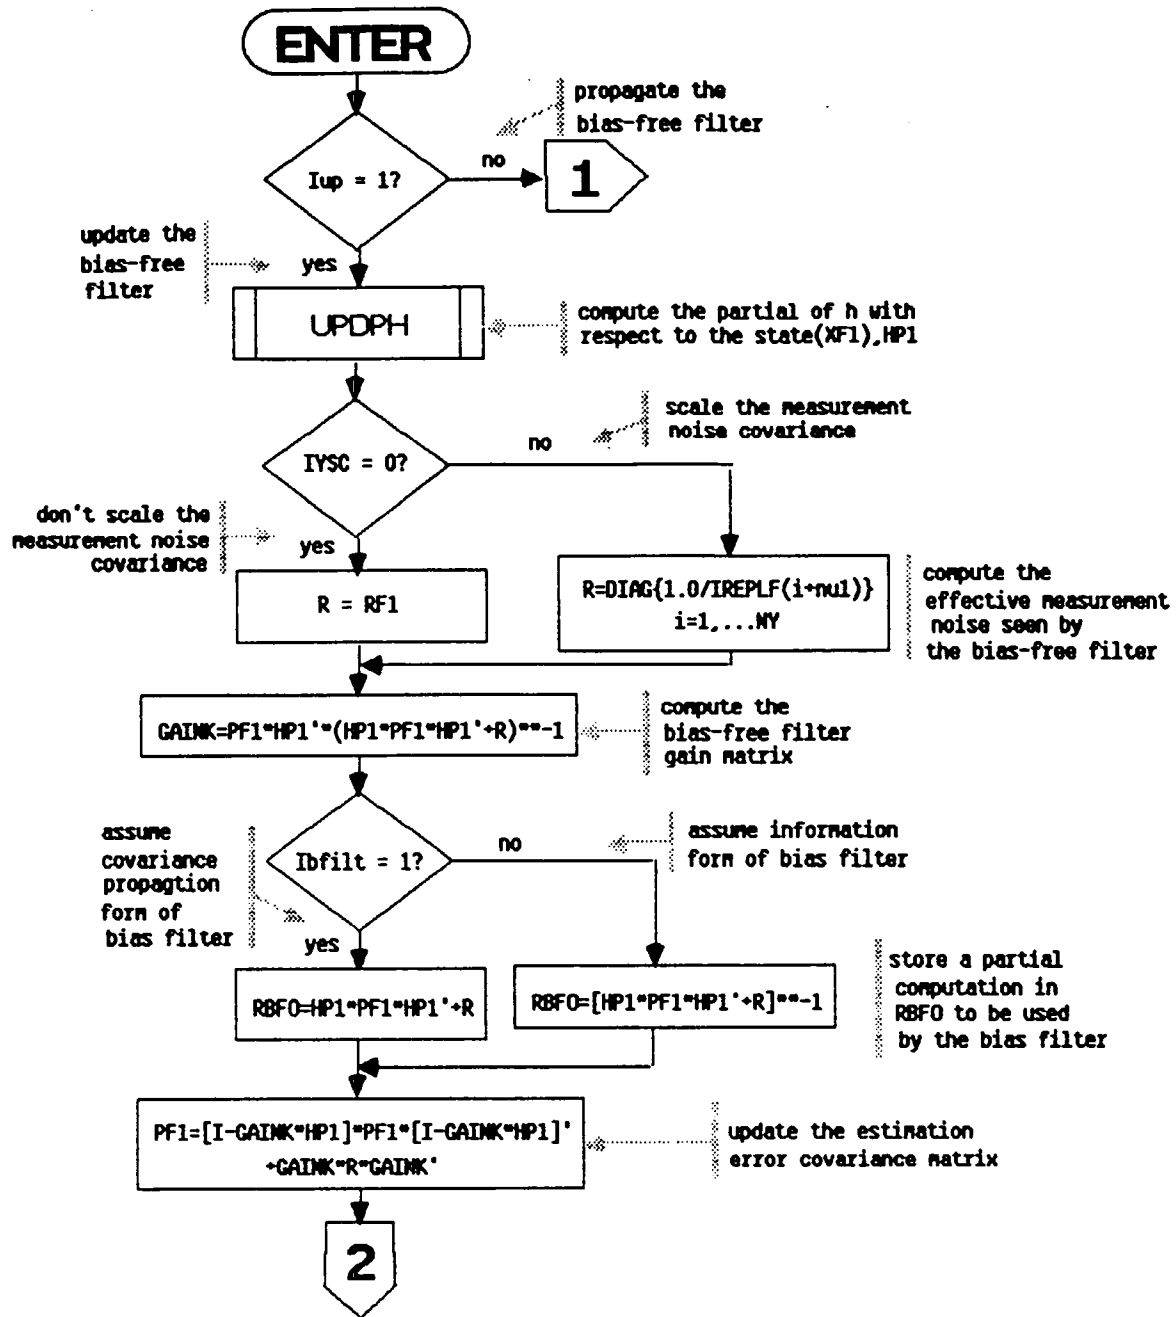 ENTER
propagate the
bias-free filter
Iup = 1?
no
1
update the
bias-free
filter
yes
UPDPH
compute the partial of h with
respect to the state(XF1),HP1
scale the measurement
noise covariance
IYSC = 0?
no
don't scale the
measurement noise
covariance
yes
R = RF1
R=DIAG{1.0/IREPLF(i+nu1)}
i=1,...NY
compute the
effective measurement
noise seen by
the bias-free filter
GAINK=PF1*HP1'*(HP1*PF1*HP1'+R)**-1
compute the
bias-free filter
gain matrix
assume
covariance
propagtion
form of
bias filter
Ibfilt = 1?
no
assume information
form of bias filter
yes
RBFO=HP1*PF1*HP1'+R
RBFO=[HP1*PF1*HP1'+R]**-1
store a partial
computation in
RBFO to be used
by the bias filter
PF1=[I-GAINK*HP1]*PF1*[I-GAINK*HP1]'
+GAINK*R*GAINK'
update the estimation
error covariance matrix
2